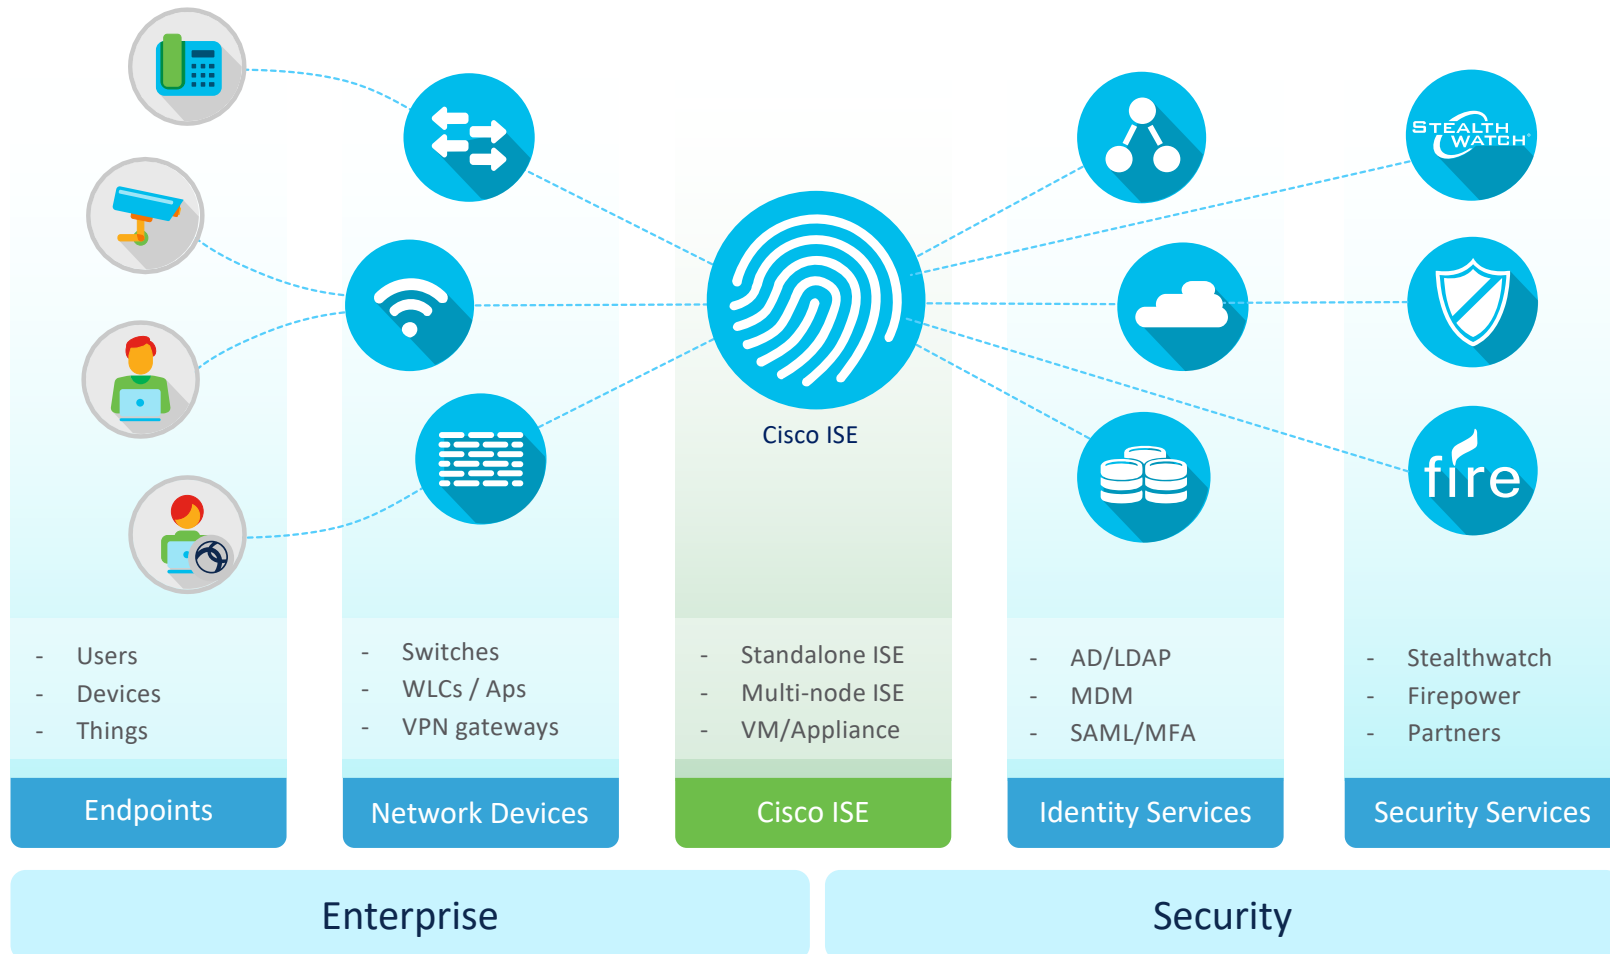 STEALTH
WATCH®
Cisco ISE
fire
- Users
- Devices
- Things
- Switches
- WLCs / Aps
- VPN gateways
- Standalone ISE
- Multi-node ISE
- VM/Appliance
- AD/LDAP
- MDM
- SAML/MFA
- Stealthwatch
- Firepower
- Partners
Endpoints
Network Devices
Cisco ISE
Identity Services
Security Services
Enterprise
Security